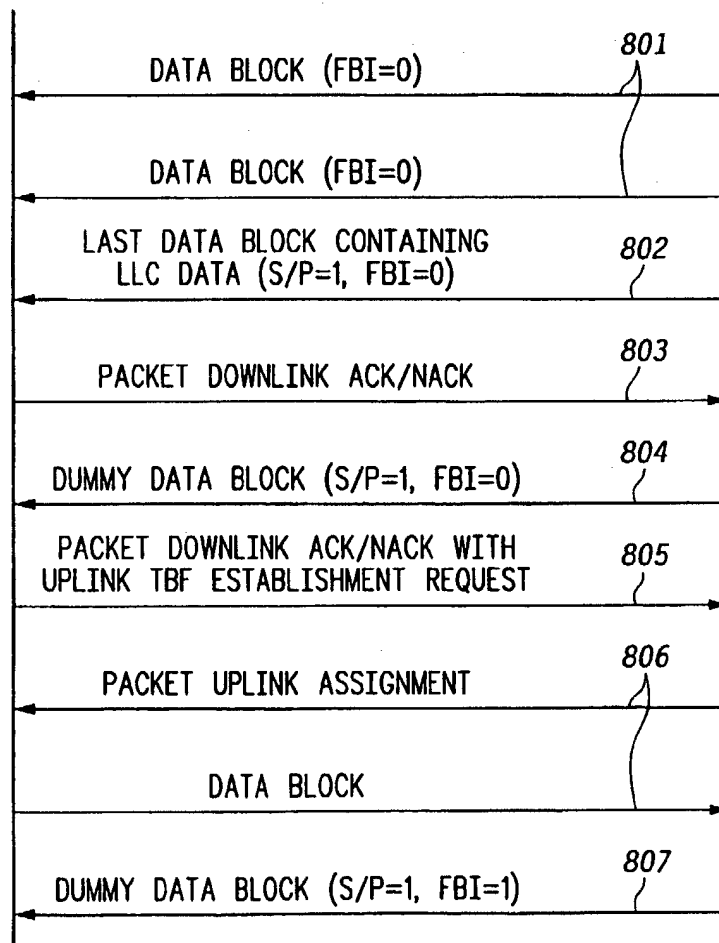 801
DATA BLOCK (FBI=0)
DATA BLOCK (FBI=0)
LAST DATA BLOCK CONTAINING
LLC DATA (S/P=1, FBI=0)
802
PACKET DOWNLINK ACK/NACK
803
DUMMY DATA BLOCK (S/P=1, FBI=0)
804
PACKET DOWNLINK ACK/NACK WITH
UPLINK TBF ESTABLISHMENT REQUEST
805
PACKET UPLINK ASSIGNMENT
806
DATA BLOCK
DUMMY DATA BLOCK (S/P=1, FBI=1)
807